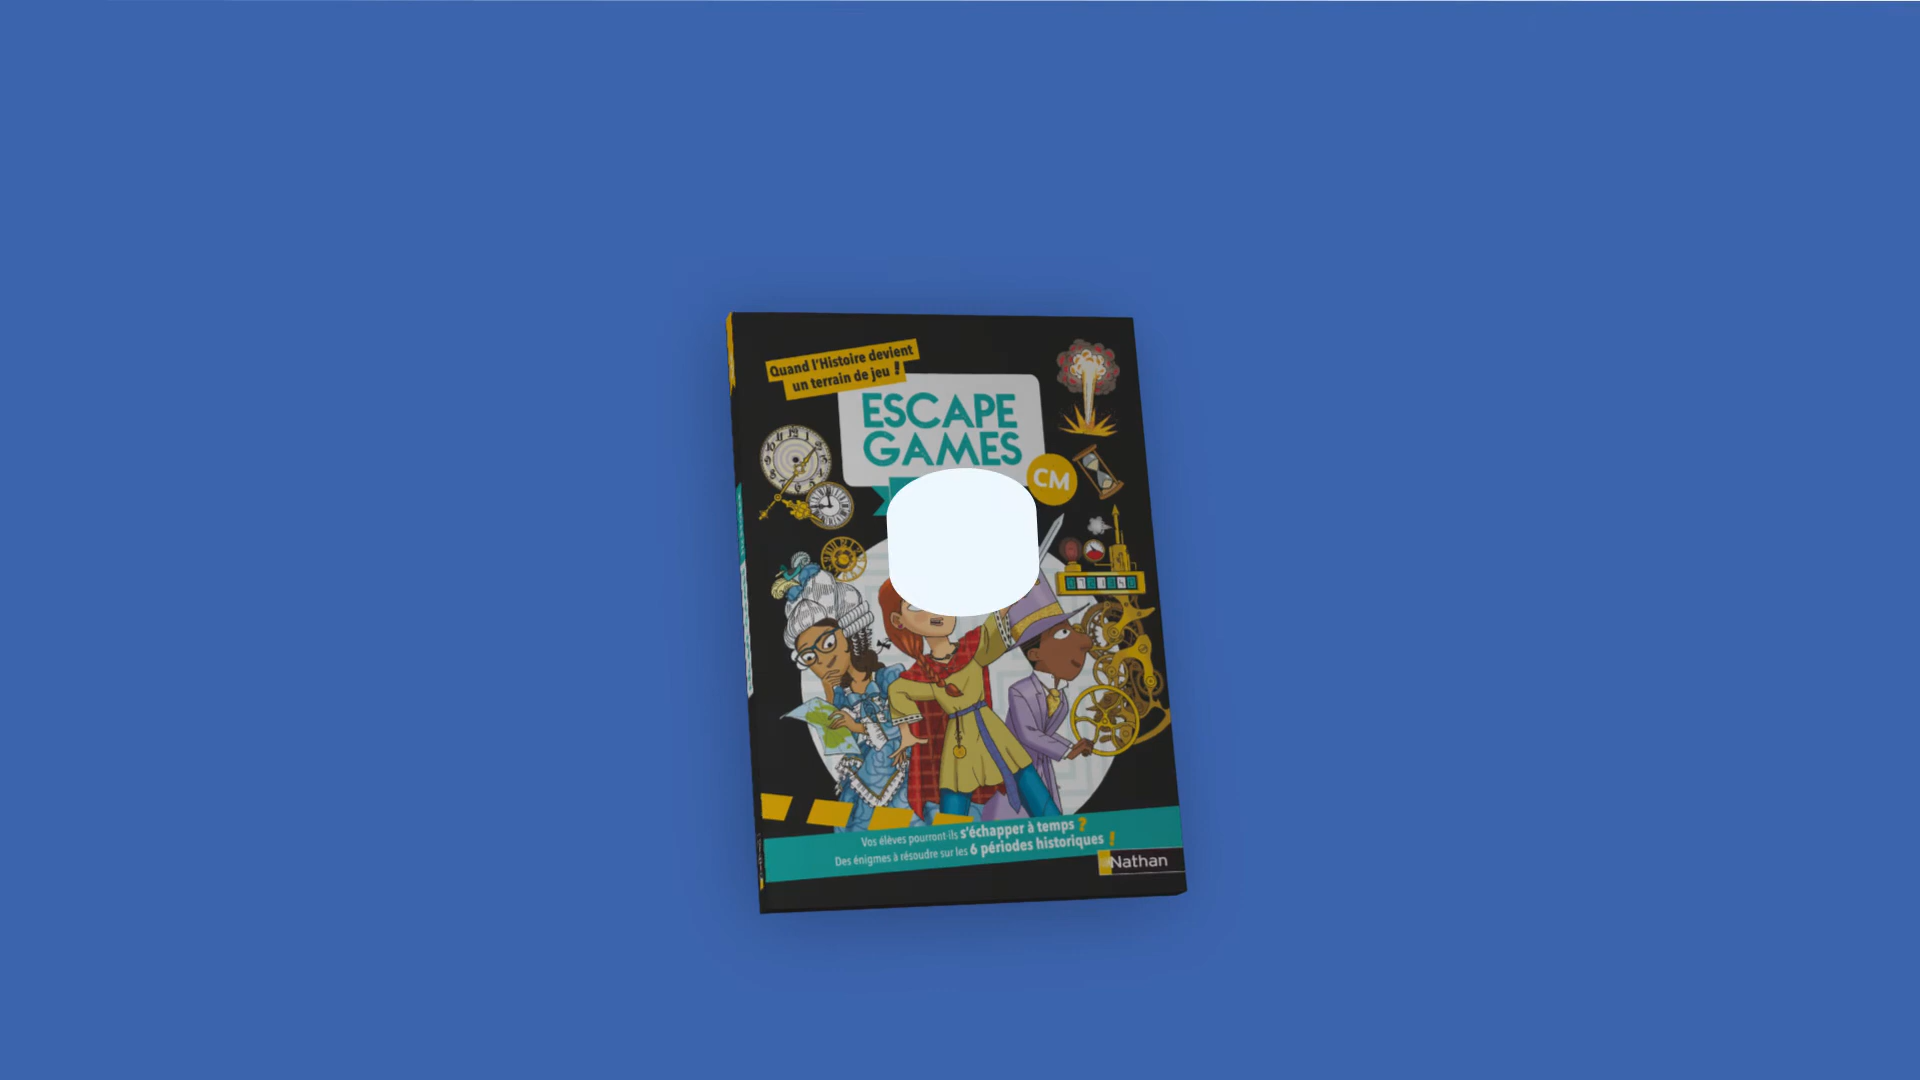 Quand l'Histoire devient
un terrain de jeu !
ESCAPE
GAMES
CM
Vos élèves pourront-ils s'échapper à temps ?
Des énigmes à résoudre sur les 6 périodes historiques !
Nathan